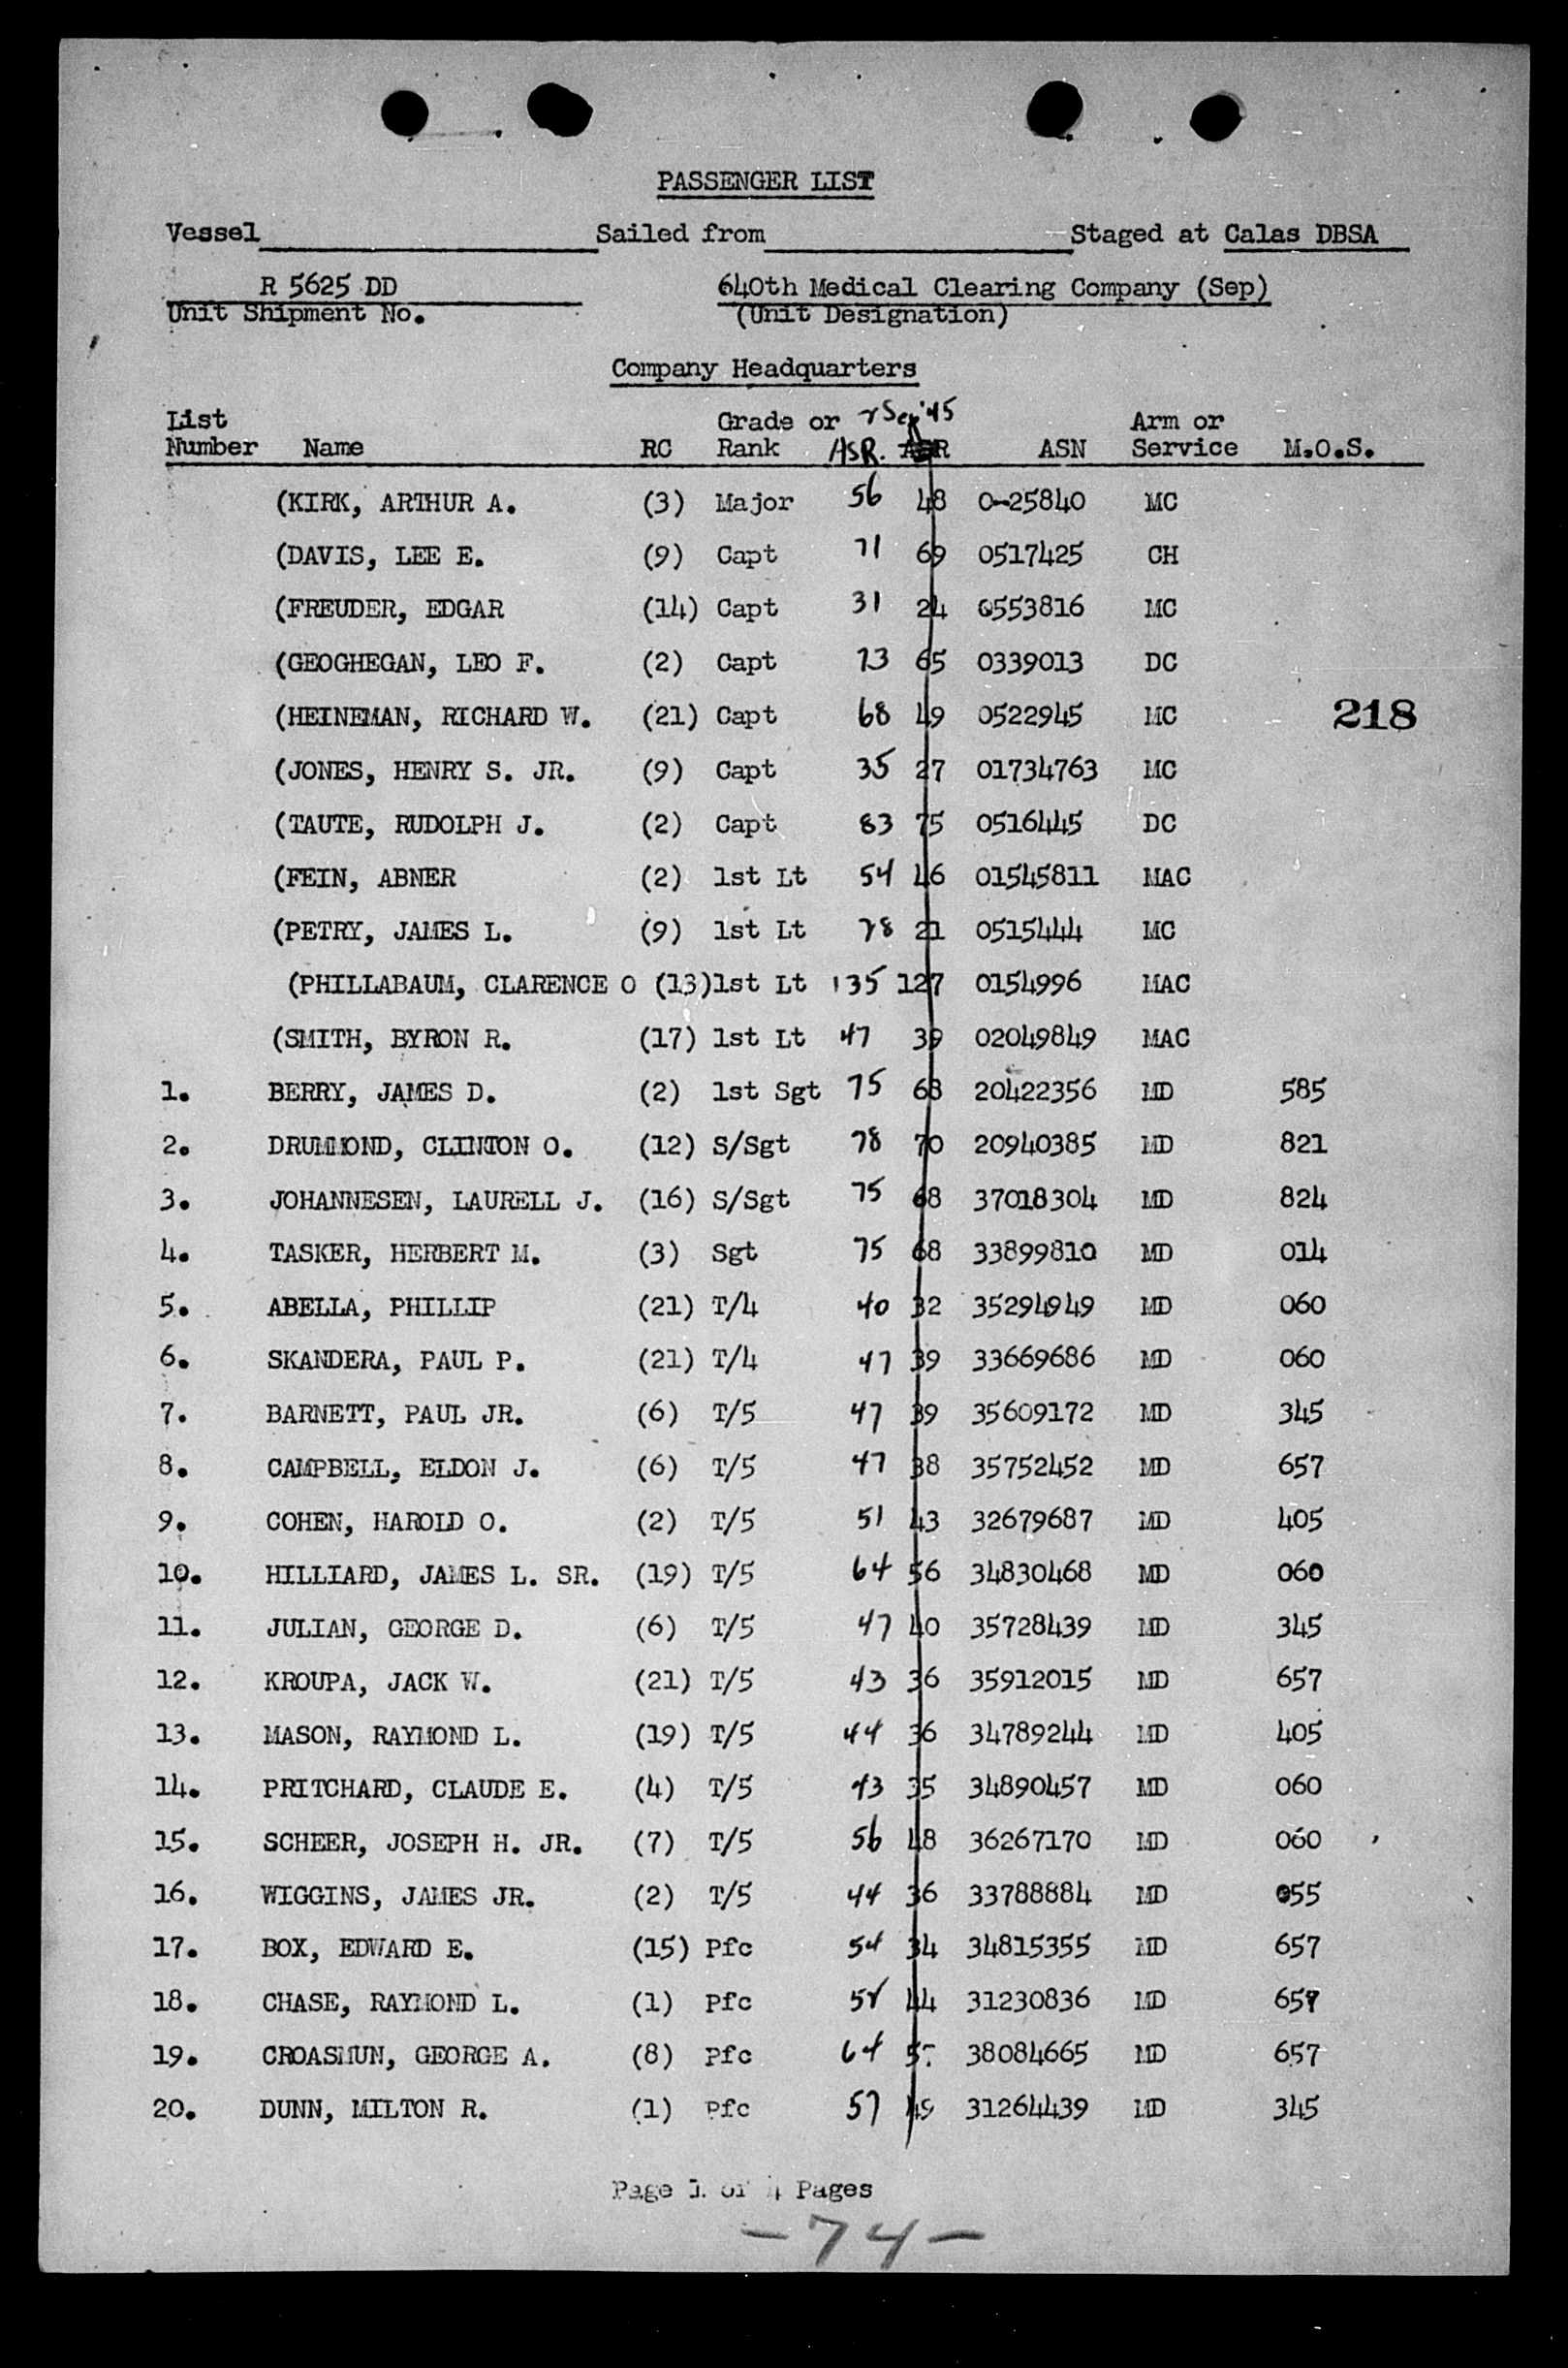 PASSENGER LIST
Vessel Sailed from Staged at Calas DBSA
R 5625 DD 640th Medical Clearing Company (Sep)
Unit Shipment No. (Unit Designation)
Company Headquarters
List Grade or 2 Sep '45 Arm or
Number Name RC Rank ASR. ASR ASN Service M.O.S.
(KIRK, ARTHUR A. (3) Major 56 48 O-25840 MC
(DAVIS, LEE E. (9) Capt 71 69 0517425 CH
(FREUDER, EDGAR (14) Capt 31 24 0553816 MC
(GEOGHEGAN, LEO F. (2) Capt 73 65 0339013 DC
(HEINEMAN, RICHARD W. (21) Capt 68 49 0522945 MC 218
(JONES, HENRY S. JR. (9) Capt 35 27 01734763 MC
(TAUTE, RUDOLPH J. (2) Capt 83 75 0516445 DC
(FEIN, ABNER (2) 1st Lt 54 46 01545811 MAC
(PETRY, JAMES L. (9) 1st Lt 28 21 0515444 MC
(PHILLABAUM, CLARENCE O (13)1st Lt 135 127 0154996 MAC
(SMITH, BYRON R. (17) 1st Lt 47 39 02049849 MAC
1. BERRY, JAMES D. (2) 1st Sgt 75 68 20422356 MD 585
2. DRUMMOND, CLINTON O. (12) S/Sgt 78 70 20940385 MD 821
3. JOHANNESEN, LAURELL J. (16) S/Sgt 75 68 37018304 MD 824
4. TASKER, HERBERT M. (3) Sgt 75 68 33899810 MD 014
5. ABELLA, PHILLIP (21) T/4 40 32 35294949 MD 060
6. SKANDERA, PAUL P. (21) T/4 47 39 33669686 MD 060
7. BARNETT, PAUL JR. (6) T/5 47 39 35609172 MD 345
8. CAMPBELL, ELDON J. (6) T/5 47 38 35752452 MD 657
9. COHEN, HAROLD O. (2) T/5 51 43 32679687 MD 405
10. HILLIARD, JAMES L. SR. (19) T/5 64 56 34830468 MD 060
11. JULIAN, GEORGE D. (6) T/5 47 40 35728439 MD 345
12. KROUPA, JACK W. (21) T/5 43 36 35912015 MD 657
13. MASON, RAYMOND L. (19) T/5 44 36 34789244 MD 405
14. PRITCHARD, CLAUDE E. (4) T/5 43 35 34890457 MD 060
15. SCHEER, JOSEPH H. JR. (7) T/5 56 48 36267170 MD 060
16. WIGGINS, JAMES JR. (2) T/5 44 36 33788884 MD 055
17. BOX, EDWARD E. (15) Pfc 54 34 34815355 MD 657
18. CHASE, RAYMOND L. (1) Pfc 52 44 31230836 MD 657
19. CROASMUN, GEORGE A. (8) Pfc 64 38084665 MD 657
20. DUNN, MILTON R. (1) Pfc 57 49 31264439 MD 345
Page 1 of 4 Pages
-74-